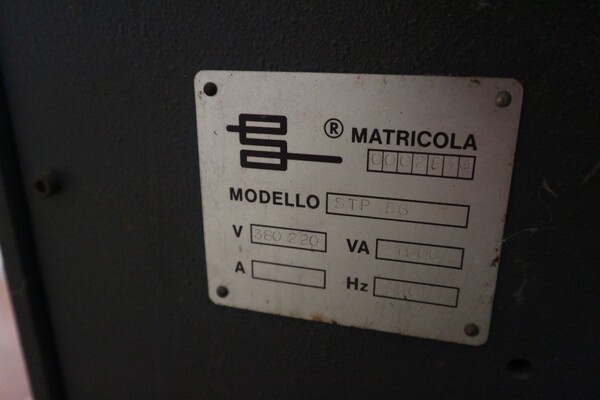 ® MATRICOLA
MODELLO STP 56
V 380 220 VA
A Hz